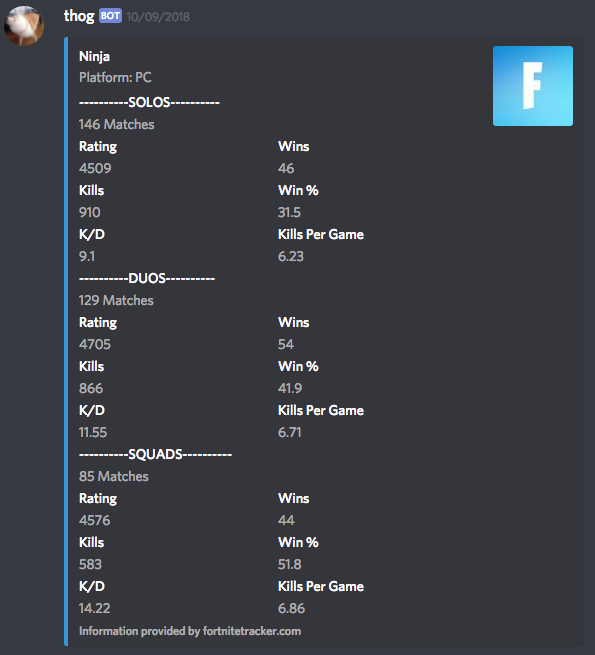 thog BOT 10/09/2018
Ninja
Platform: PC
F
----------SOLOS----------
146 Matches
Rating Wins
4509 46
Kills Win %
910 31.5
K/D Kills Per Game
9.1 6.23
----------DUOS----------
129 Matches
Rating Wins
4705 54
Kills Win %
866 41.9
K/D Kills Per Game
11.55 6.71
----------SQUADS----------
85 Matches
Rating Wins
4576 44
Kills Win %
583 51.8
K/D Kills Per Game
14.22 6.86
Information provided by fortnitetracker.com